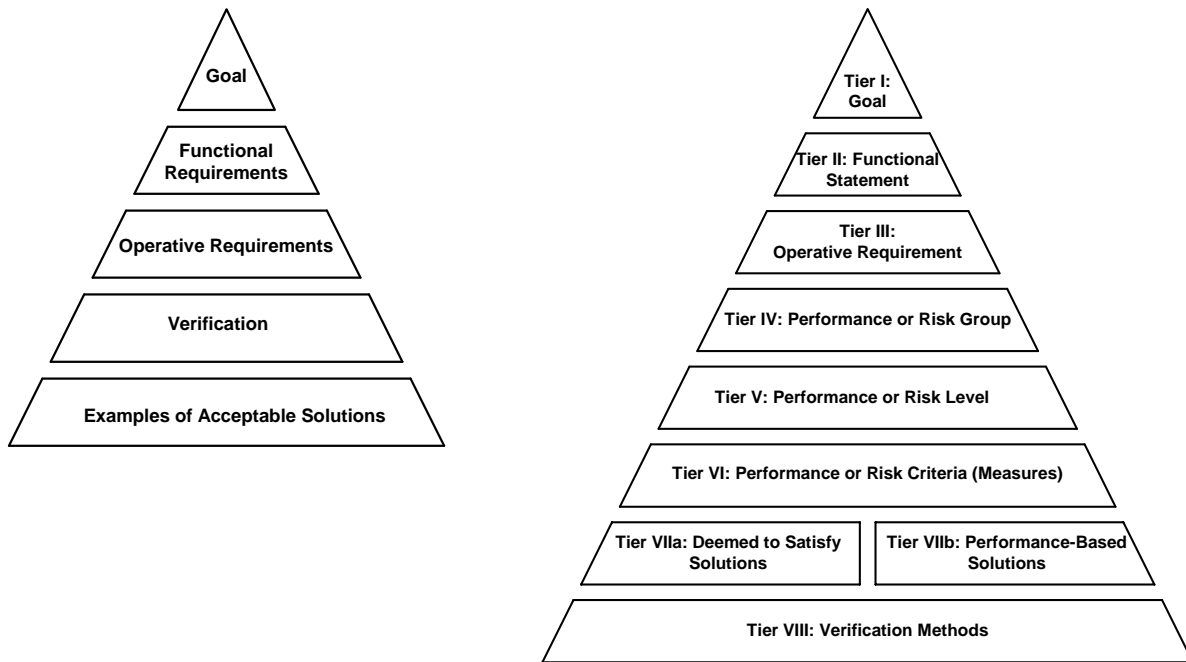 Goal
Functional
Requirements
Operative Requirements
Verification
Examples of Acceptable Solutions
Tier I:
Goal
Tier II: Functional
Statement
Tier III:
Operative Requirement
Tier IV: Performance or Risk Group
Tier V: Performance or Risk Level
Tier VI: Performance or Risk Criteria (Measures)
Tier VIIa: Deemed to Satisfy
Solutions
Tier VIIb: Performance-Based
Solutions
Tier VIII: Verification Methods